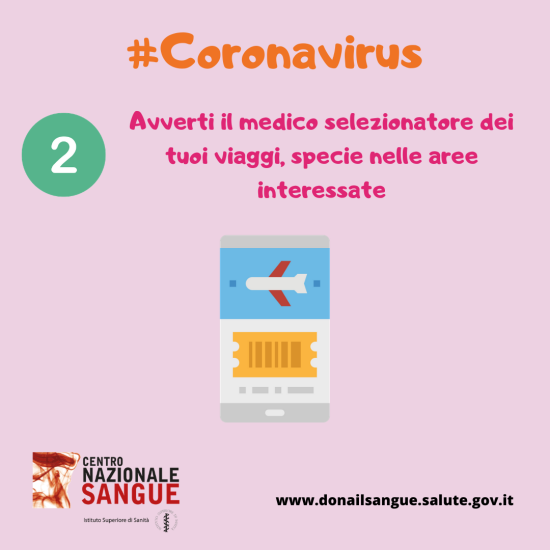 #Coronavirus
2
Avverti il medico selezionatore dei
tuoi viaggi, specie nelle aree
interessate
CENTRO
NAZIONALE
SANGUE
Istituto Superiore di Sanità
www.donailsangue.salute.gov.it